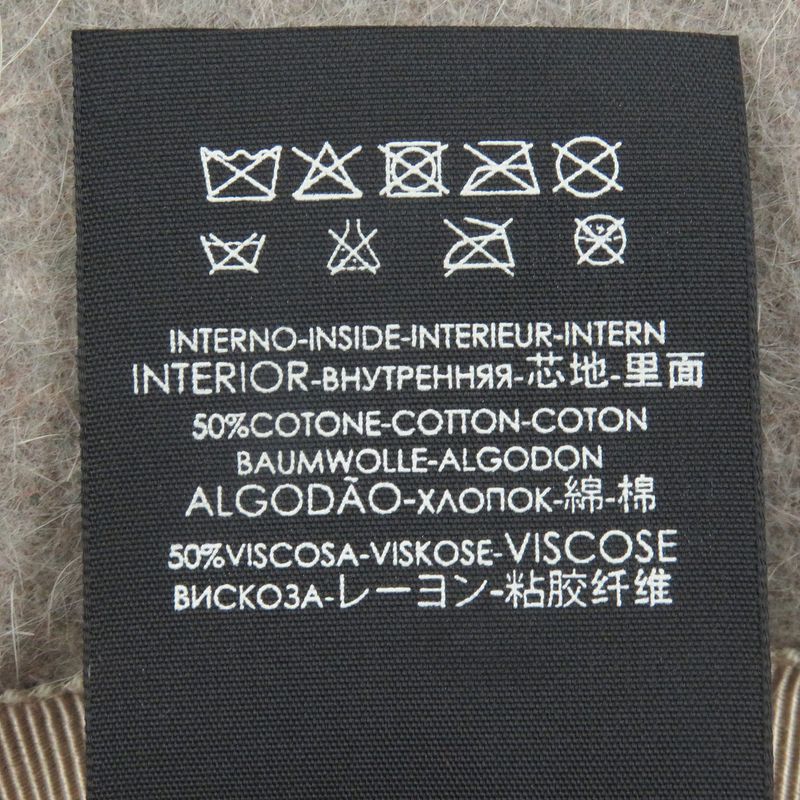 INTERNO-INSIDE-INTERIEUR-INTERN
INTERIOR-ВНУТРЕННЯЯ-芯地-里面
50%COTONE-COTTON-COTON
BAUMWOLLE-ALGODON
ALGODÃO-ХЛОПОК-綿-棉
50%VISCOSA-VISKOSE-VISCOSE
ВИСКОЗА-レーヨン-粘胶纤维